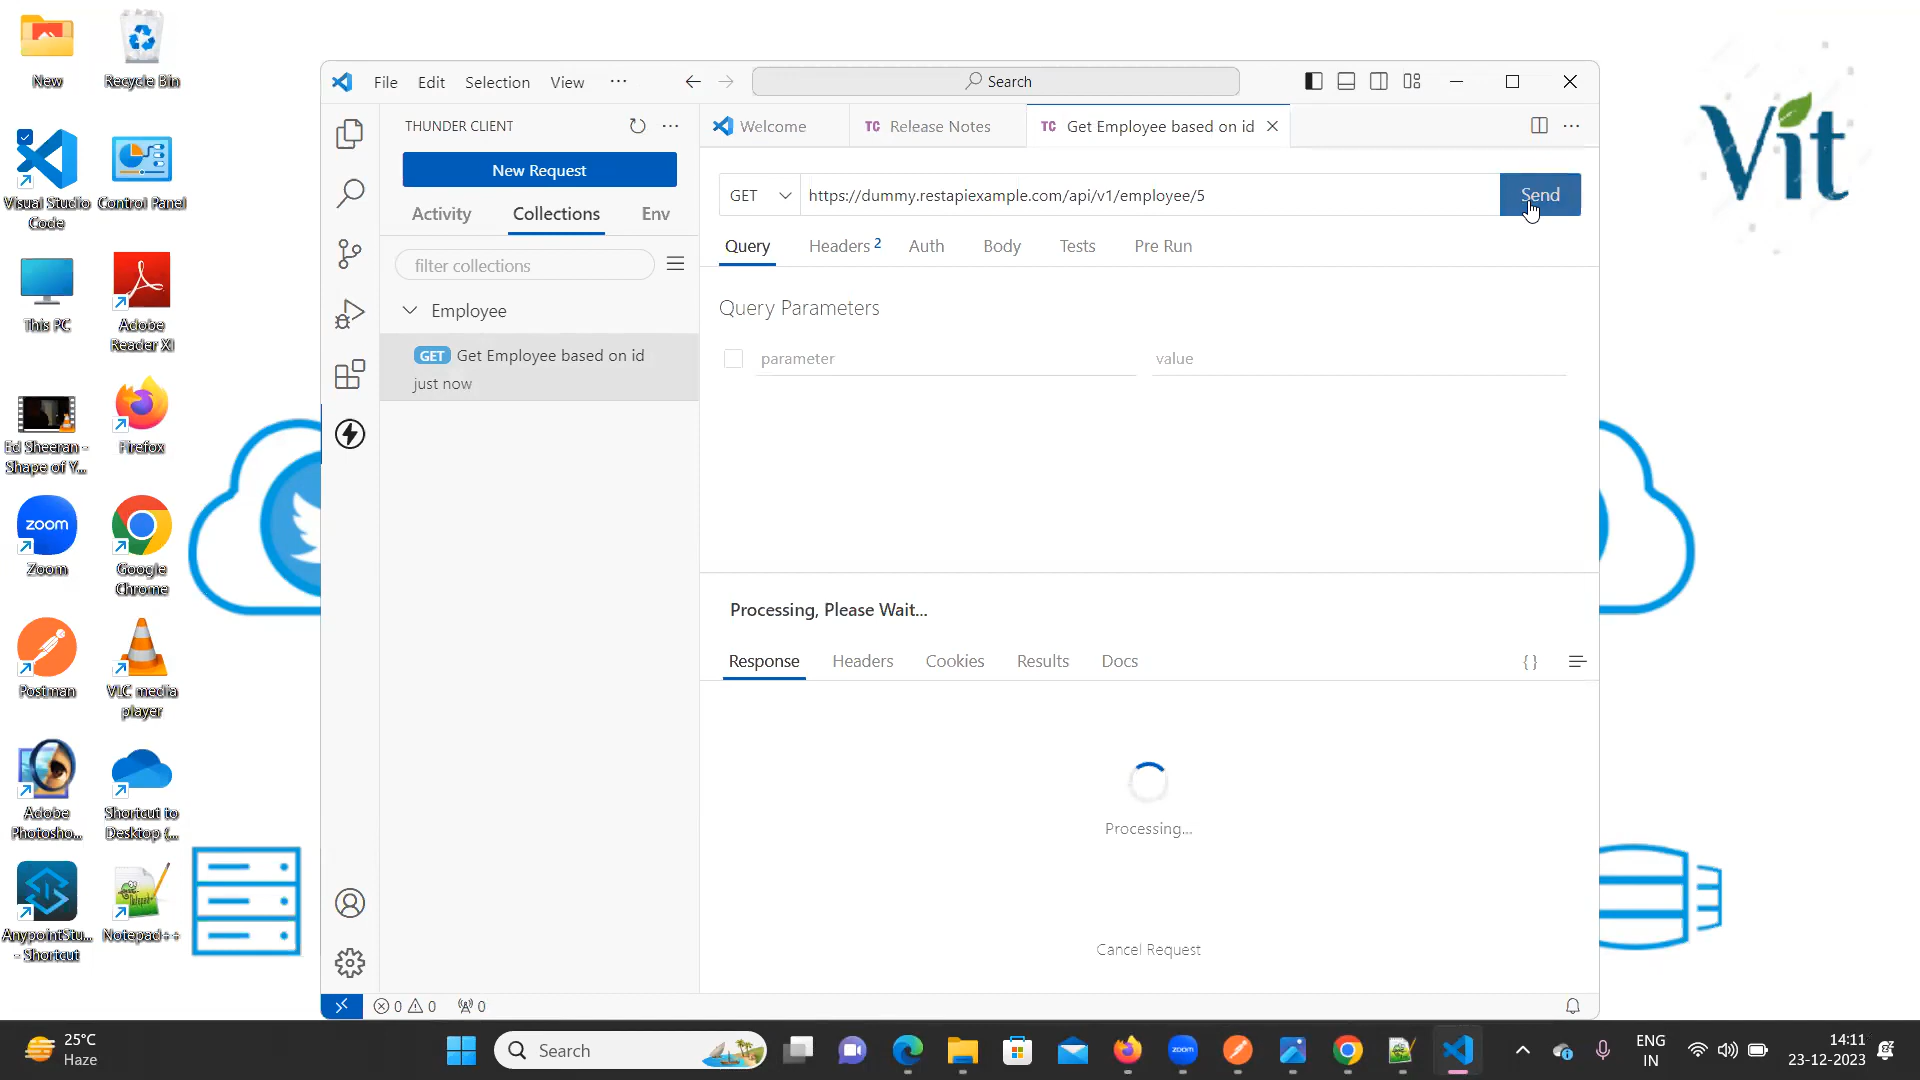 New
Recycle Bin
Visual Studio
Code
Control Panel
This PC
Adobe
Reader XI
Ed Sheeran -
Shape of Y...
Firefox
zoom
Zoom
Google
Chrome
Postman
VLC media
player
Adobe
Photosho...
Shortcut to
Desktop (...
AnypointStu...
- Shortcut
Notepad++
Vit
File Edit Selection View ···
Search
THUNDER CLIENT
New Request
Activity Collections Env
filter collections
Employee
GET Get Employee based on id
just now
Welcome
TC Release Notes
TC Get Employee based on id
GET https://dummy.restapiexample.com/api/v1/employee/5 Send
Query Headers 2 Auth Body Tests Pre Run
Query Parameters
parameter value
Processing, Please Wait...
Response Headers Cookies Results Docs
{ }
Processing...
Cancel Request
0 0 0
25°C
Haze
Search
zoom
ENG
IN
14:11
23-12-2023